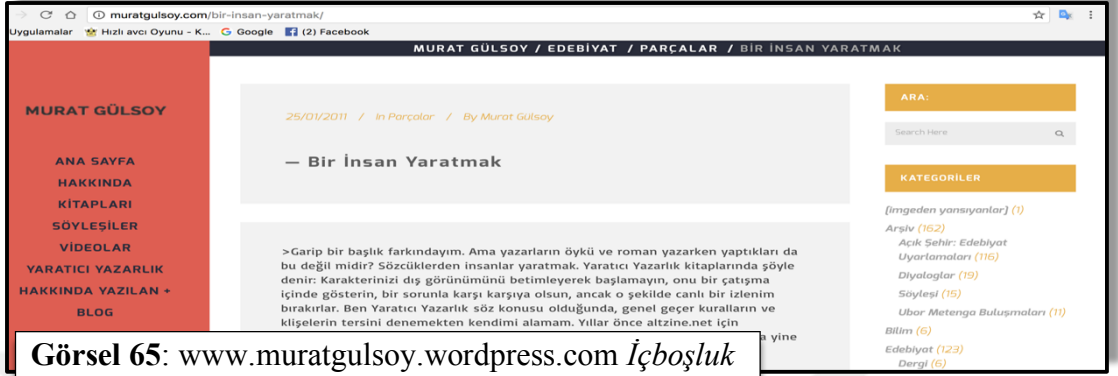 muratgulsoy.com/bir-insan-yaratmak/
Uygulamalar Hızlı avcı Oyunu - K... Google (2) Facebook
MURAT GÜLSOY / EDEBİYAT / PARÇALAR / BİR İNSAN YARATMAK
MURAT GÜLSOY
ANA SAYFA
HAKKINDA
KİTAPLARI
SÖYLEŞİLER
VİDEOLAR
YARATICI YAZARLIK
HAKKINDA YAZILAN +
BLOG
25/01/2011 / İn Parçalar / By Murat Gülsoy
— Bir İnsan Yaratmak
>Garip bir başlık farkındayım. Ama yazarların öykü ve roman yazarken yaptıkları da
bu değil midir? Sözcüklerden insanlar yaratmak. Yaratıcı Yazarlık kitaplarında şöyle
denir: Karakterinizi dış görünümünü betimleyerek başlamayın, onu bir çatışma
içinde gösterin, bir sorunla karşı karşıya olsun, ancak o şekilde canlı bir izlenim
bırakırlar. Ben Yaratıcı Yazarlık söz konusu olduğunda, genel geçer kuralların ve
klişelerin tersini denemekten kendimi alamam. Yıllar önce altzine.net için
a yine
ARA:
Search Here
KATEGORİLER
[imgeden yansıyanlar] (1)
Arşiv (162)
Açık Şehir: Edebiyat
Uyarlamaları (116)
Diyaloglar (19)
Söyleşi (15)
Ubor Metenga Buluşmaları (11)
Bilim (6)
Edebiyat (123)
Dergi (6)
Görsel 65: www.muratgulsoy.wordpress.com İçboşluk